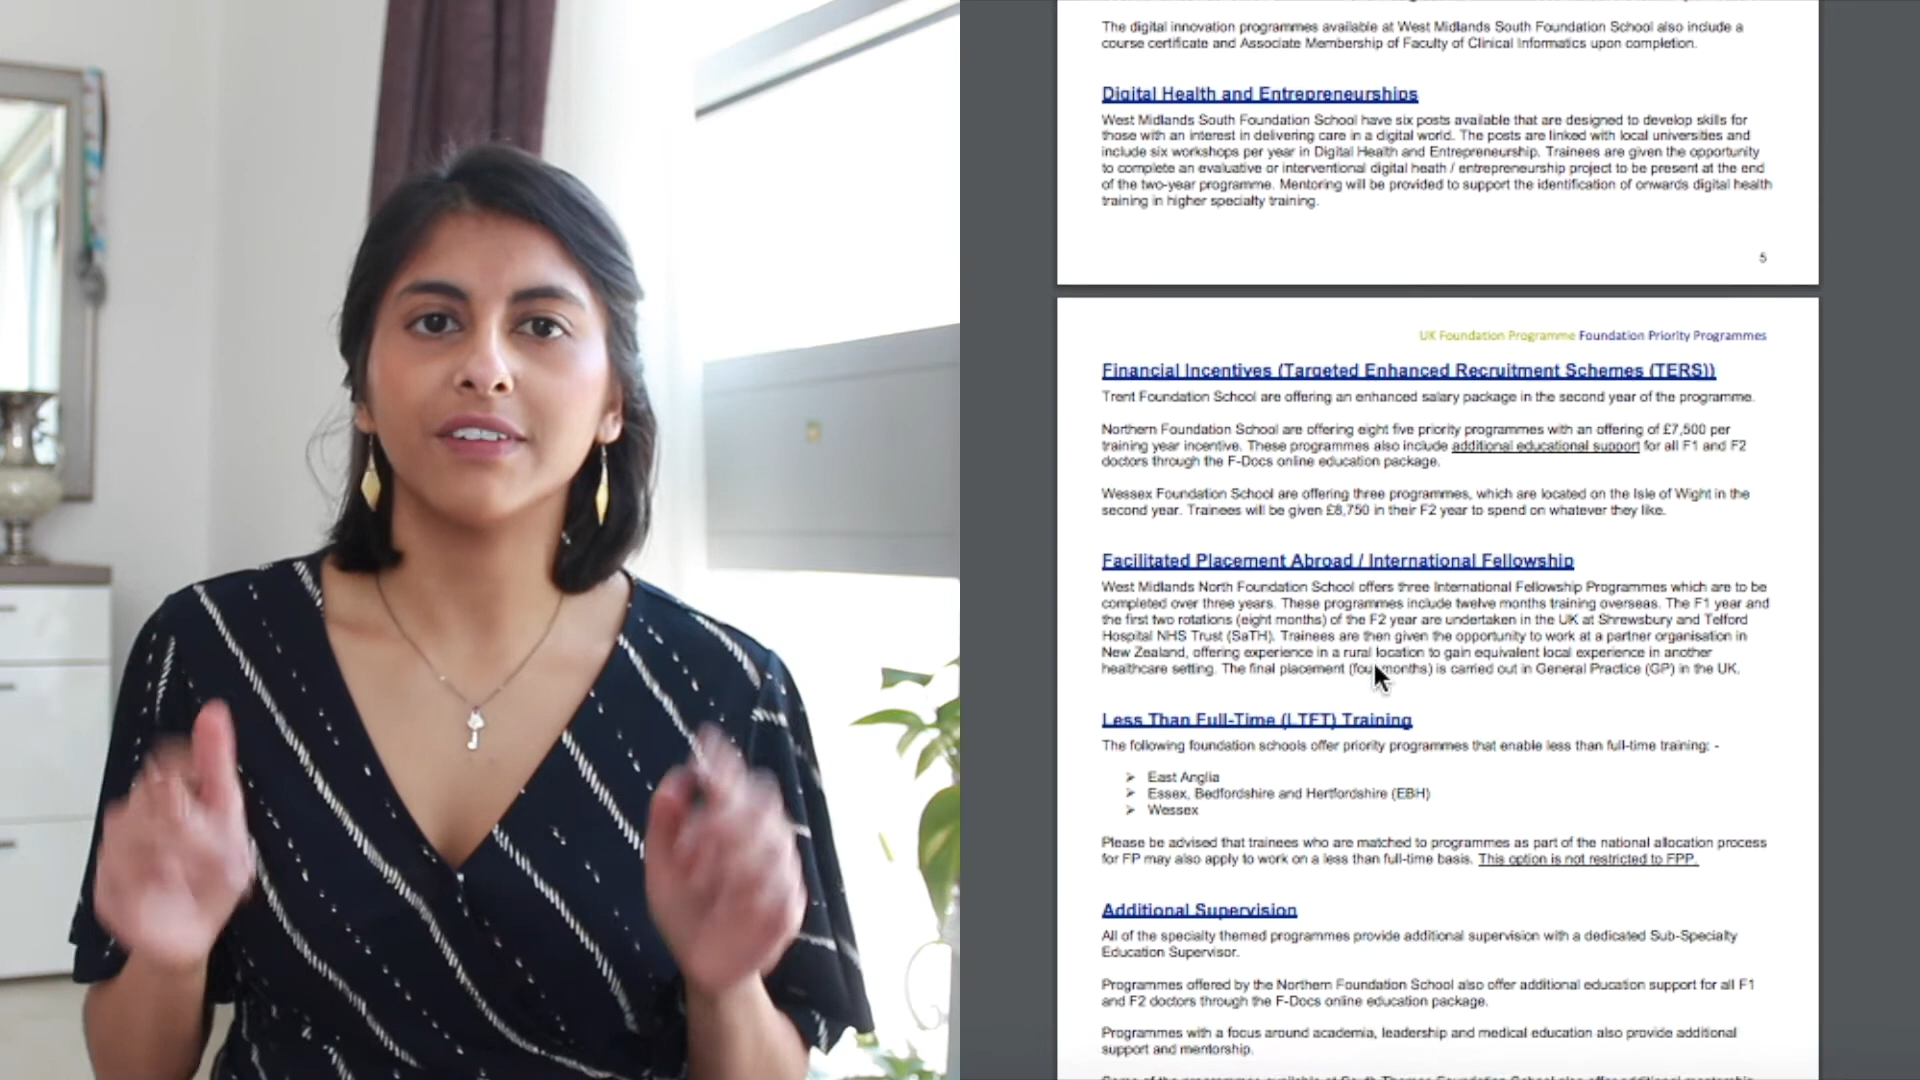 The digital innovation programmes available at West Midlands South Foundation School also include a
course certificate and Associate Membership of Faculty of Clinical Informatics upon completion.
Digital Health and Entrepreneurships
West Midlands South Foundation School have six posts available that are designed to develop skills for
those with an interest in delivering care in a digital world. The posts are linked with local universities and
include six workshops per year in Digital Health and Entrepreneurship. Trainees are given the opportunity
to complete an evaluative or interventional digital heath / entrepreneurship project to be present at the end
of the two-year programme. Mentoring will be provided to support the identification of onwards digital health
training in higher specialty training.
5
UK Foundation Programme Foundation Priority Programmes
Financial Incentives (Targeted Enhanced Recruitment Schemes (TERS))
Trent Foundation School are offering an enhanced salary package in the second year of the programme.
Northern Foundation School are offering eight five priority programmes with an offering of £7,500 per
training year incentive. These programmes also include additional educational support for all F1 and F2
doctors through the F-Docs online education package.
Wessex Foundation School are offering three programmes, which are located on the Isle of Wight in the
second year. Trainees will be given £8,750 in their F2 year to spend on whatever they like.
Facilitated Placement Abroad / International Fellowship
West Midlands North Foundation School offers three International Fellowship Programmes which are to be
completed over three years. These programmes include twelve months training overseas. The F1 year and
the first two rotations (eight months) of the F2 year are undertaken in the UK at Shrewsbury and Telford
Hospital NHS Trust (SaTH). Trainees are then given the opportunity to work at a partner organisation in
New Zealand, offering experience in a rural location to gain equivalent local experience in another
healthcare setting. The final placement (four months) is carried out in General Practice (GP) in the UK.
Less Than Full-Time (LTFT) Training
The following foundation schools offer priority programmes that enable less than full-time training: -
➢ East Anglia
➢ Essex, Bedfordshire and Hertfordshire (EBH)
➢ Wessex
Please be advised that trainees who are matched to programmes as part of the national allocation process
for FP may also apply to work on a less than full-time basis. This option is not restricted to FPP.
Additional Supervision
All of the specialty themed programmes provide additional supervision with a dedicated Sub-Specialty
Education Supervisor.
Programmes offered by the Northern Foundation School also offer additional education support for all F1
and F2 doctors through the F-Docs online education package.
Programmes with a focus around academia, leadership and medical education also provide additional
support and mentorship.